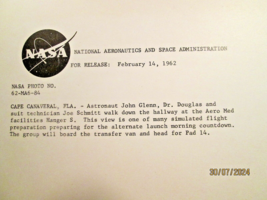 NASA
NATIONAL AERONAUTICS AND SPACE ADMINISTRATION
FOR RELEASE: February 14, 1962
NASA PHOTO NO.
62-MA6-84
CAPE CANAVERAL, FLA. - Astronaut John Glenn, Dr. Douglas and
suit technician Joe Schmitt walk down the hallway at the Aero Med
facilities Hanger S. This view is one of many simulated flight
preparation preparing for the alternate launch morning countdown.
The group will board the transfer van and head for Pad 14.
30/07/2024